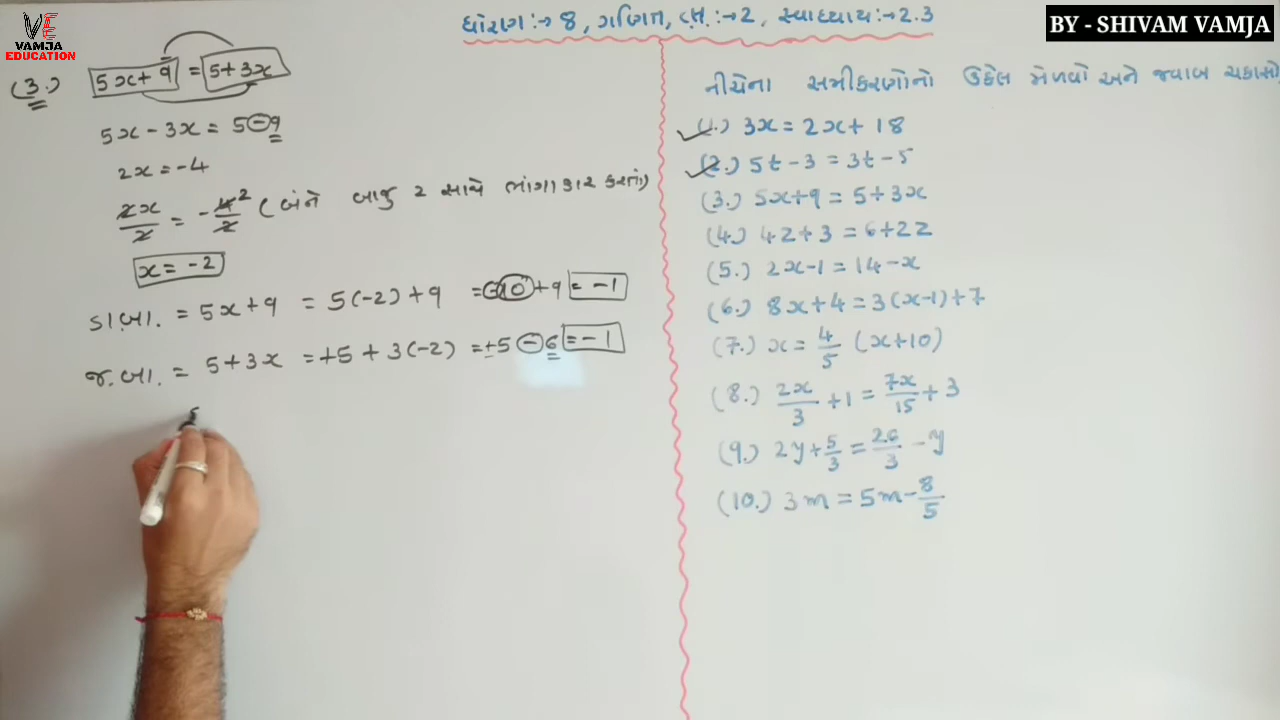 VE
VAMJA
EDUCATION
BY - SHIVAM VAMJA
ધોરણ:→ 8, ગણિત, પ્ર.:→2, સ્વાધ્યાય:→2.3
(3.) 5x+9 = 5+3x
5x - 3x = 5-9
2x = -4
2x/2 = -4/2 2 (બંને બાજુ 2 સાથે ભાગાકાર કરતાં)
x = -2
ડા.બા. = 5x+9 = 5(-2)+9 = -10+9 = -1
જ.બા. = 5+3x = +5+3(-2) = +5-6 = -1
નીચેના સમીકરણોનો ઉકેલ મેળવો અને જવાબ ચકાસો
(1.) 3x = 2x+18
(2.) 5t-3 = 3t-5
(3.) 5x+9 = 5+3x
(4.) 4z+3 = 6+2z
(5.) 2x-1 = 14-x
(6.) 8x+4 = 3(x-1)+7
(7.) x = 4/5 (x+10)
(8.) 2x/3 +1 = 7x/15 +3
(9.) 2y+5/3 = 26/3 -y
(10.) 3m = 5m-8/5